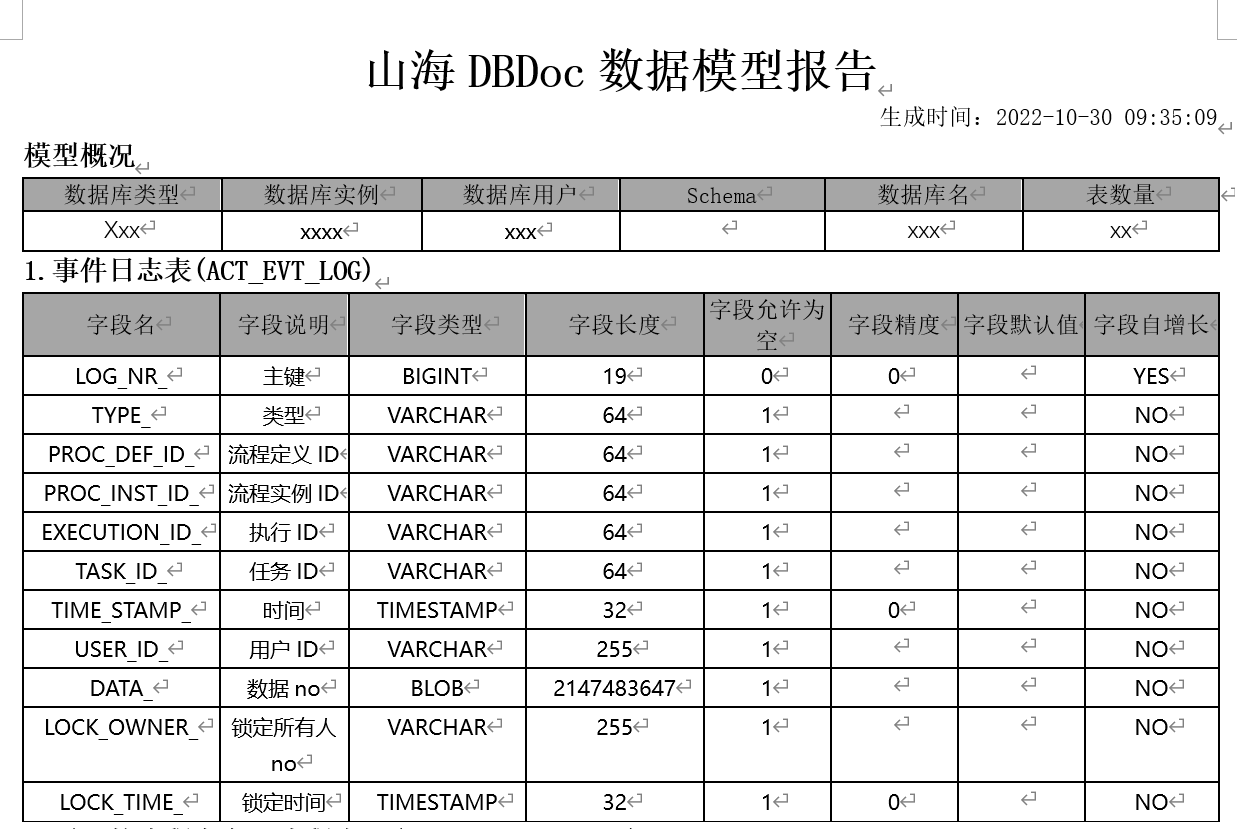 山海 DBDoc 数据模型报告
生成时间: 2022-10-30 09:35:09
模型概况
数据库类型 数据库实例 数据库用户 Schema 数据库名 表数量
Xxx xxxx xxx xxx xx
1.事件日志表(ACT_EVT_LOG)
字段名 字段说明 字段类型 字段长度 字段允许为空 字段精度 字段默认值 字段自增长
LOG_NR_ 主键 BIGINT 19 0 0 YES
TYPE_ 类型 VARCHAR 64 1 NO
PROC_DEF_ID_ 流程定义 ID VARCHAR 64 1 NO
PROC_INST_ID_ 流程实例 ID VARCHAR 64 1 NO
EXECUTION_ID_ 执行 ID VARCHAR 64 1 NO
TASK_ID_ 任务 ID VARCHAR 64 1 NO
TIME_STAMP_ 时间 TIMESTAMP 32 1 0 NO
USER_ID_ 用户 ID VARCHAR 255 1 NO
DATA_ 数据 no BLOB 2147483647 1 NO
LOCK_OWNER_ 锁定所有人 no VARCHAR 255 1 NO
LOCK_TIME_ 锁定时间 TIMESTAMP 32 1 0 NO